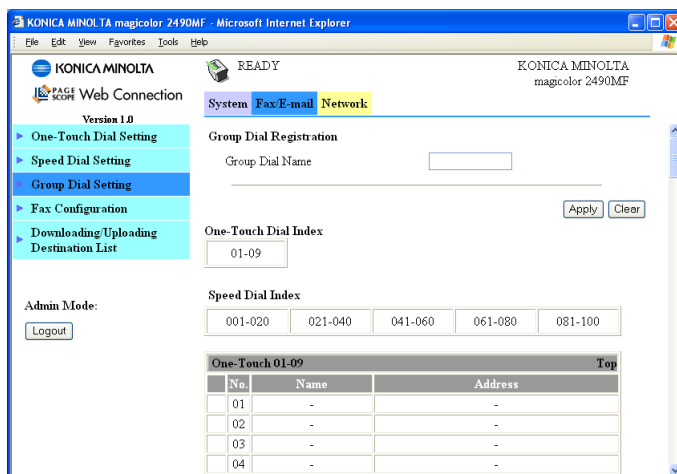 KONICA MINOLTA magicolor 2490MF - Microsoft Internet Explorer
File Edit View Favorites Tools Help
KONICA MINOLTA
PAGE SCOPE Web Connection
Version 1.0
READY
KONICA MINOLTA
magicolor 2490MF
System Fax/E-mail Network
One-Touch Dial Setting
Speed Dial Setting
Group Dial Setting
Fax Configuration
Downloading/Uploading
Destination List
Admin Mode:
Logout
Group Dial Registration
Group Dial Name
Apply Clear
One-Touch Dial Index
01-09
Speed Dial Index
001-020 021-040 041-060 061-080 081-100
One-Touch 01-09 Top
No. Name Address
01 - -
02 - -
03 - -
04 - -